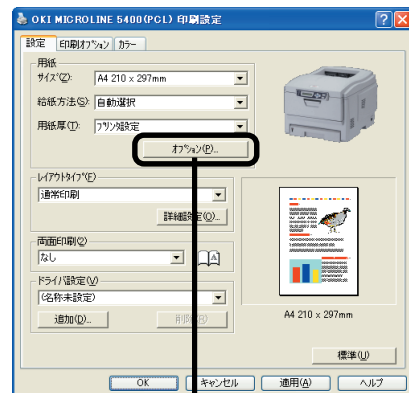 OKI MICROLINE 5400(PCL) 印刷設定
設定 印刷オプション カラー
用紙
サイズ(Z): A4 210 x 297mm
給紙方法(S): 自動選択
用紙厚(T): プリンタ設定
オプション(P)...
レイアウトタイプ(F)
通常印刷
詳細設定(O)...
両面印刷(2)
なし
A
ドライバ設定(V)
(名称未設定)
追加(D)... 削除(R)
A4 210 x 297mm
標準(U)
OK キャンセル 適用(A) ヘルプ